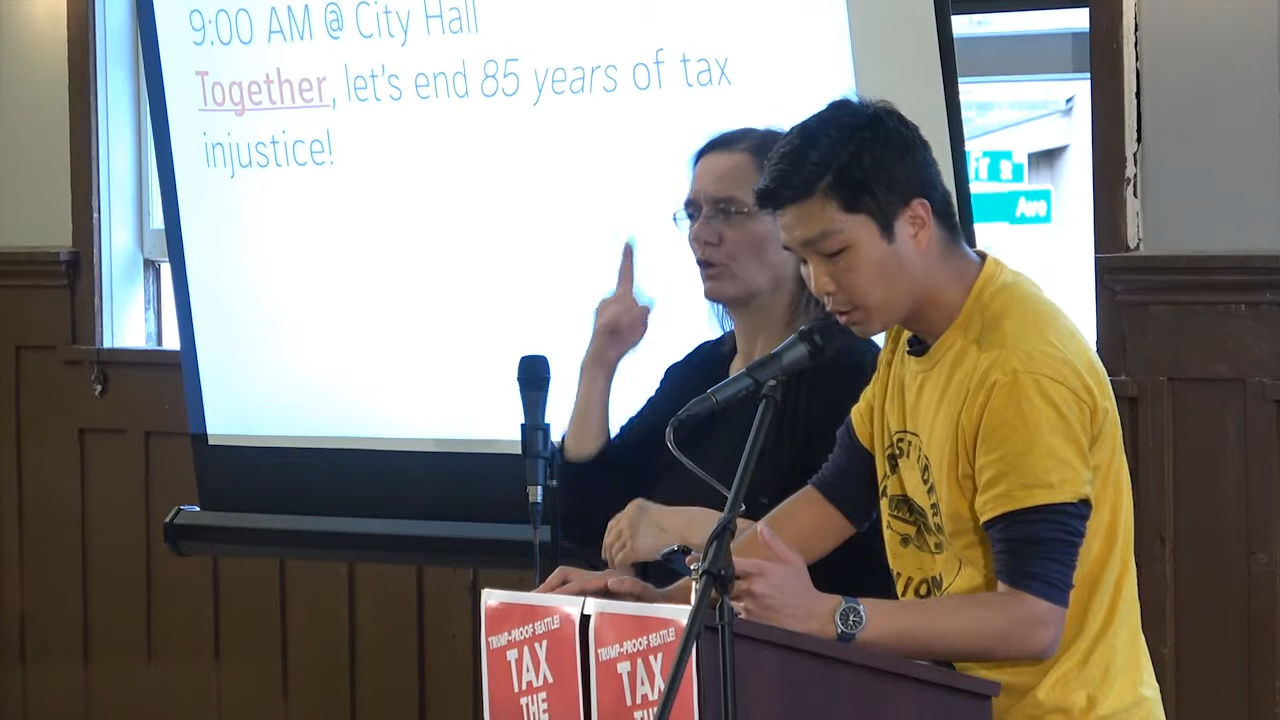 9:00 AM @ City Hall
Together, let's end 85 years of tax
injustice!
Ave
TRUMP-PROOF SEATTLE!
TAX
THE
TRUMP-PROOF SEATTLE!
TAX